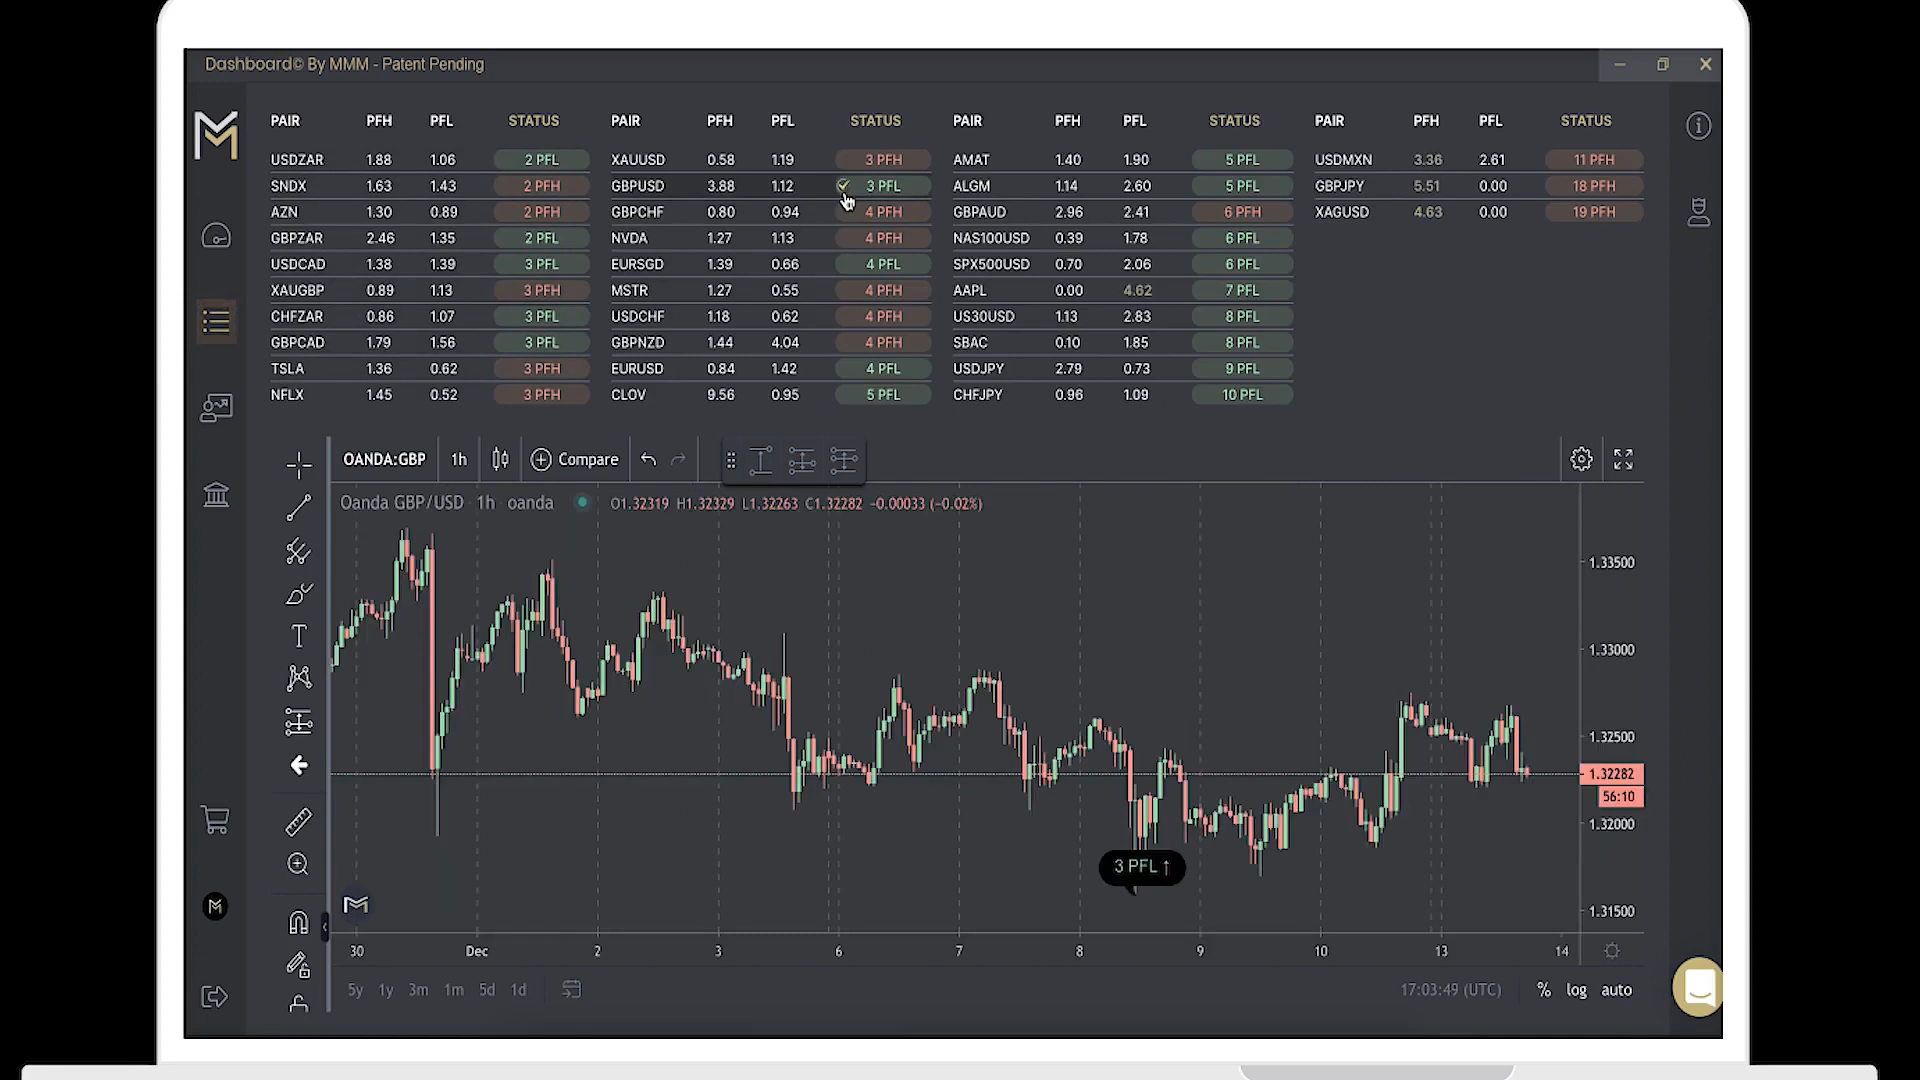 Dashboard© By MMM - Patent Pending
PAIR PFH PFL STATUS PAIR PFH PFL STATUS PAIR PFH PFL STATUS PAIR PFH PFL STATUS
USDZAR 1.88 1.06 2 PFL XAUUSD 0.58 1.19 3 PFH AMAT 1.40 1.90 5 PFL USDMXN 3.36 2.61 11 PFH
SNDX 1.63 1.43 2 PFH GBPUSD 3.88 1.12 3 PFL ALGM 1.14 2.60 5 PFL GBPJPY 5.51 0.00 18 PFH
AZN 1.30 0.89 2 PFH GBPCHF 0.80 0.94 4 PFH GBPAUD 2.96 2.41 6 PFH XAGUSD 4.63 0.00 19 PFH
GBPZAR 2.46 1.35 2 PFL NVDA 1.27 1.13 4 PFH NAS100USD 0.39 1.78 6 PFL
USDCAD 1.38 1.39 3 PFL EURSGD 1.39 0.66 4 PFL SPX500USD 0.70 2.06 6 PFL
XAUGBP 0.89 1.13 3 PFH MSTR 1.27 0.55 4 PFH AAPL 0.00 4.62 7 PFL
CHFZAR 0.86 1.07 3 PFL USDCHF 1.18 0.62 4 PFH US30USD 1.13 2.83 8 PFL
GBPCAD 1.79 1.56 3 PFL GBPNZD 1.44 4.04 4 PFH SBAC 0.10 1.85 8 PFL
TSLA 1.36 0.62 3 PFH EURUSD 0.84 1.42 4 PFL USDJPY 2.79 0.73 9 PFL
NFLX 1.45 0.52 3 PFH CLOV 9.56 0.95 5 PFL CHFJPY 0.96 1.09 10 PFL
OANDA:GBP 1h Compare
Oanda GBP/USD 1h oanda O1.32319 H1.32329 L1.32263 C1.32282 -0.00033 (-0.02%)
1.33500
1.33000
1.32500
1.32282
56:10
1.32000
3 PFL ↑
1.31500
30 Dec 2 3 6 7 8 9 10 13 14
5y 1y 3m 1m 5d 1d 17:03:49 (UTC) % log auto